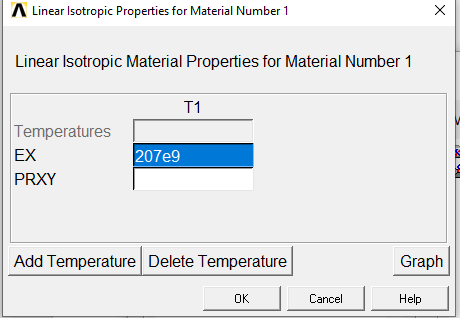 Linear Isotropic Properties for Material Number 1
Linear Isotropic Material Properties for Material Number 1
T1
Temperatures
EX 207e9
PRXY
Add Temperature Delete Temperature Graph
OK Cancel Help